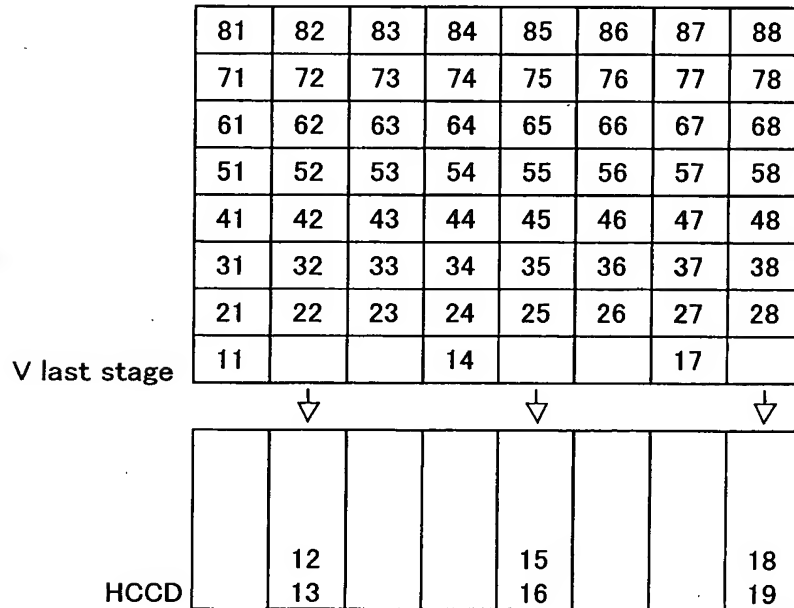 81 82 83 84 85 86 87 88
71 72 73 74 75 76 77 78
61 62 63 64 65 66 67 68
51 52 53 54 55 56 57 58
41 42 43 44 45 46 47 48
31 32 33 34 35 36 37 38
21 22 23 24 25 26 27 28
V last stage 11 14 17
12 15 18
HCCD 13 16 19